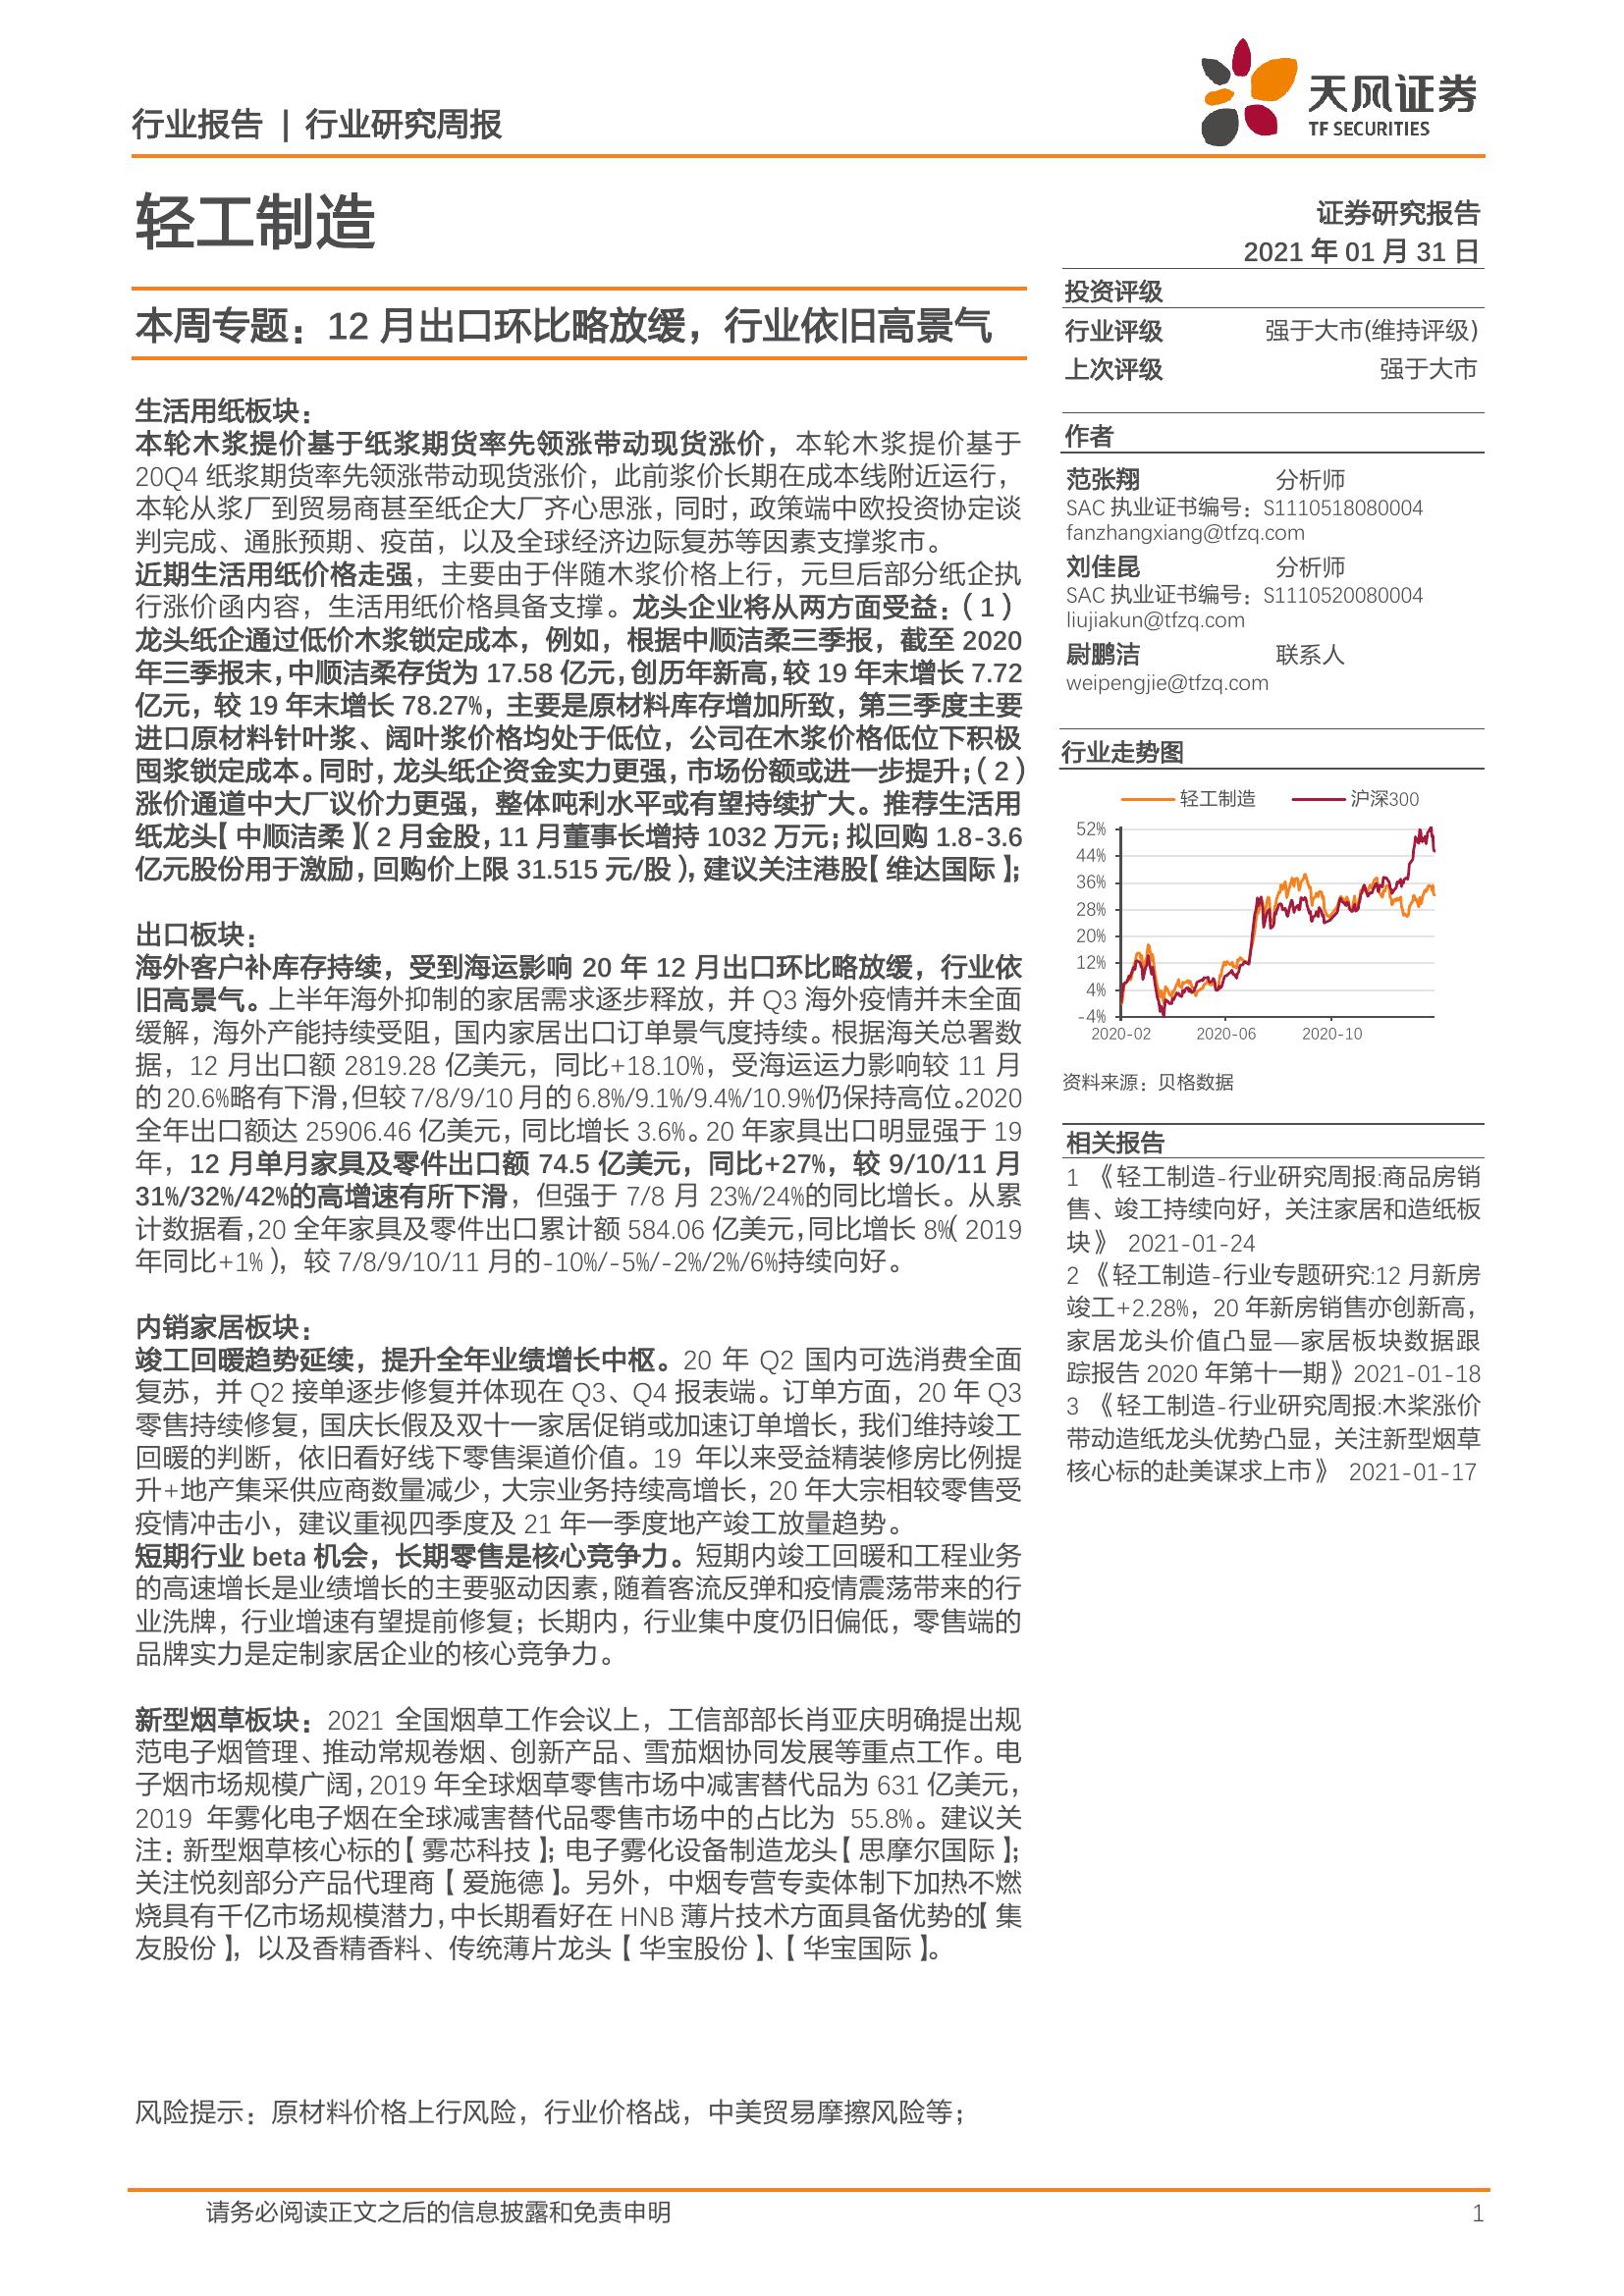 行业报告 | 行业研究周报
天风证券
TF SECURITIES
轻工制造
证券研究报告
2021 年 01 月 31 日
本周专题：12 月出口环比略放缓，行业依旧高景气
生活用纸板块：
本轮木浆提价基于纸浆期货率先领涨带动现货涨价，本轮木浆提价基于
20Q4 纸浆期货率先领涨带动现货涨价，此前浆价长期在成本线附近运行，
本轮从浆厂到贸易商甚至纸企大厂齐心思涨，同时，政策端中欧投资协定谈
判完成、通胀预期、疫苗，以及全球经济边际复苏等因素支撑浆市。
近期生活用纸价格走强，主要由于伴随木浆价格上行，元旦后部分纸企执
行涨价函内容，生活用纸价格具备支撑。龙头企业将从两方面受益：（1）
龙头纸企通过低价木浆锁定成本，例如，根据中顺洁柔三季报，截至 2020
年三季报末，中顺洁柔存货为 17.58 亿元，创历年新高，较 19 年末增长 7.72
亿元，较 19 年末增长 78.27%，主要是原材料库存增加所致，第三季度主要
进口原材料针叶浆、阔叶浆价格均处于低位，公司在木浆价格低位下积极
囤浆锁定成本。同时，龙头纸企资金实力更强，市场份额或进一步提升；（2）
涨价通道中大厂议价力更强，整体吨利水平或有望持续扩大。推荐生活用
纸龙头【中顺洁柔】（2 月金股，11 月董事长增持 1032 万元；拟回购 1.8-3.6
亿元股份用于激励，回购价上限 31.515 元/股），建议关注港股【维达国际】；
出口板块：
海外客户补库存持续，受到海运影响 20 年 12 月出口环比略放缓，行业依
旧高景气。上半年海外抑制的家居需求逐步释放，并 Q3 海外疫情并未全面
缓解，海外产能持续受阻，国内家居出口订单景气度持续。根据海关总署数
据，12 月出口额 2819.28 亿美元，同比+18.10%，受海运运力影响较 11 月
的 20.6%略有下滑，但较 7/8/9/10 月的 6.8%/9.1%/9.4%/10.9%仍保持高位。2020
全年出口额达 25906.46 亿美元，同比增长 3.6%。20 年家具出口明显强于 19
年，12 月单月家具及零件出口额 74.5 亿美元，同比+27%，较 9/10/11 月
31%/32%/42%的高增速有所下滑，但强于 7/8 月 23%/24%的同比增长。从累
计数据看，20 全年家具及零件出口累计额 584.06 亿美元，同比增长 8%（2019
年同比+1%），较 7/8/9/10/11 月的-10%/-5%/-2%/2%/6%持续向好。
内销家居板块：
竣工回暖趋势延续，提升全年业绩增长中枢。20 年 Q2 国内可选消费全面
复苏，并 Q2 接单逐步修复并体现在 Q3、Q4 报表端。订单方面，20 年 Q3
零售持续修复，国庆长假及双十一家居促销或加速订单增长，我们维持竣工
回暖的判断，依旧看好线下零售渠道价值。19 年以来受益精装修房比例提
升+地产集采供应商数量减少，大宗业务持续高增长，20 年大宗相较零售受
疫情冲击小，建议重视四季度及 21 年一季度地产竣工放量趋势。
短期行业 beta 机会，长期零售是核心竞争力。短期内竣工回暖和工程业务
的高速增长是业绩增长的主要驱动因素，随着客流反弹和疫情震荡带来的行
业洗牌，行业增速有望提前修复；长期内，行业集中度仍旧偏低，零售端的
品牌实力是定制家居企业的核心竞争力。
新型烟草板块：2021 全国烟草工作会议上，工信部部长肖亚庆明确提出规
范电子烟管理、推动常规卷烟、创新产品、雪茄烟协同发展等重点工作。电
子烟市场规模广阔，2019 年全球烟草零售市场中减害替代品为 631 亿美元，
2019 年雾化电子烟在全球减害替代品零售市场中的占比为 55.8%。建议关
注：新型烟草核心标的【雾芯科技】；电子雾化设备制造龙头【思摩尔国际】；
关注悦刻部分产品代理商【爱施德】。另外，中烟专营专卖体制下加热不燃
烧具有千亿市场规模潜力，中长期看好在 HNB 薄片技术方面具备优势的【集
友股份】，以及香精香料、传统薄片龙头【华宝股份】、【华宝国际】。
风险提示：原材料价格上行风险，行业价格战，中美贸易摩擦风险等；
投资评级
行业评级 强于大市(维持评级)
上次评级 强于大市
作者
范张翔 分析师
SAC 执业证书编号：S1110518080004
fanzhangxiang@tfzq.com
刘佳昆 分析师
SAC 执业证书编号：S1110520080004
liujiakun@tfzq.com
尉鹏洁 联系人
weipengjie@tfzq.com
行业走势图
轻工制造 沪深300
52%
44%
36%
28%
20%
12%
4%
-4%
2020-02 2020-06 2020-10
资料来源：贝格数据
相关报告
1 《轻工制造-行业研究周报:商品房销
售、竣工持续向好，关注家居和造纸板
块》 2021-01-24
2 《轻工制造-行业专题研究:12 月新房
竣工+2.28%，20 年新房销售亦创新高，
家居龙头价值凸显—家居板块数据跟
踪报告 2020 年第十一期》2021-01-18
3 《轻工制造-行业研究周报:木桨涨价
带动造纸龙头优势凸显，关注新型烟草
核心标的赴美谋求上市》 2021-01-17
请务必阅读正文之后的信息披露和免责申明
1